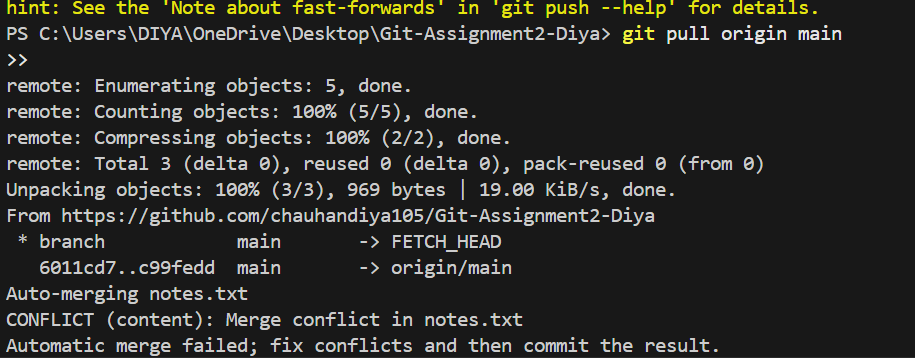 hint: See the 'Note about fast-forwards' in 'git push --help' for details.
PS C:\Users\DIYA\OneDrive\Desktop\Git-Assignment2-Diya> git pull origin main
>>
remote: Enumerating objects: 5, done.
remote: Counting objects: 100% (5/5), done.
remote: Compressing objects: 100% (2/2), done.
remote: Total 3 (delta 0), reused 0 (delta 0), pack-reused 0 (from 0)
Unpacking objects: 100% (3/3), 969 bytes | 19.00 KiB/s, done.
From https://github.com/chauhandiya105/Git-Assignment2-Diya
 * branch            main       -> FETCH_HEAD
   6011cd7..c99fedd  main       -> origin/main
Auto-merging notes.txt
CONFLICT (content): Merge conflict in notes.txt
Automatic merge failed; fix conflicts and then commit the result.